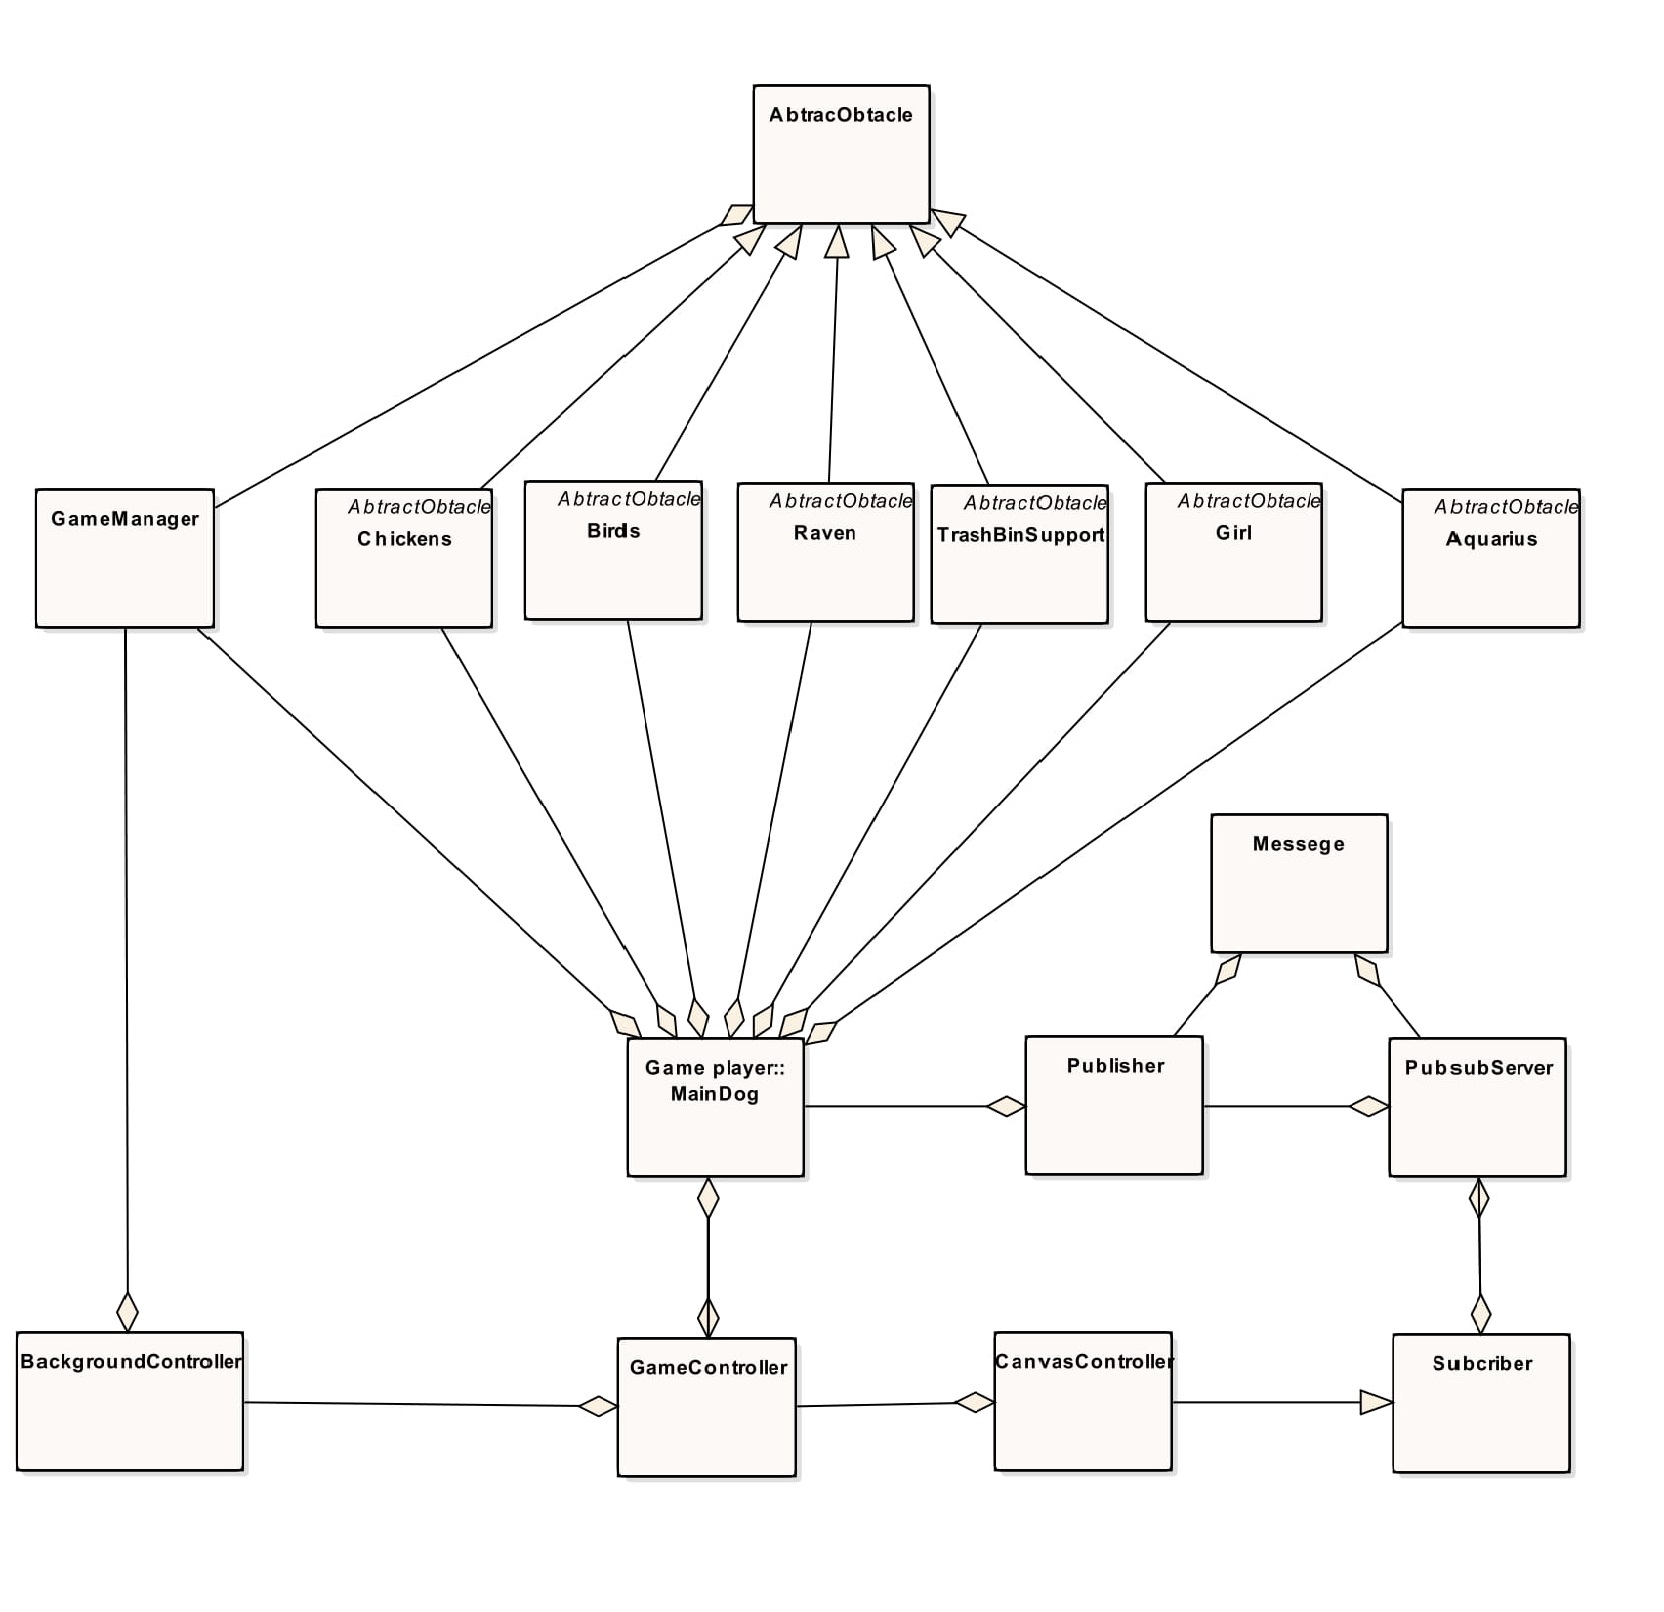 AbtracObtacle
GameManager
AbtractObtacle
Chickens
AbtractObtacle
Birds
AbtractObtacle
Raven
AbtractObtacle
TrashBinSupport
AbtractObtacle
Girl
AbtractObtacle
Aquarius
Messege
Game player::
MainDog
Publisher
PubsubServer
BackgroundController
GameController
CanvasController
Subcriber